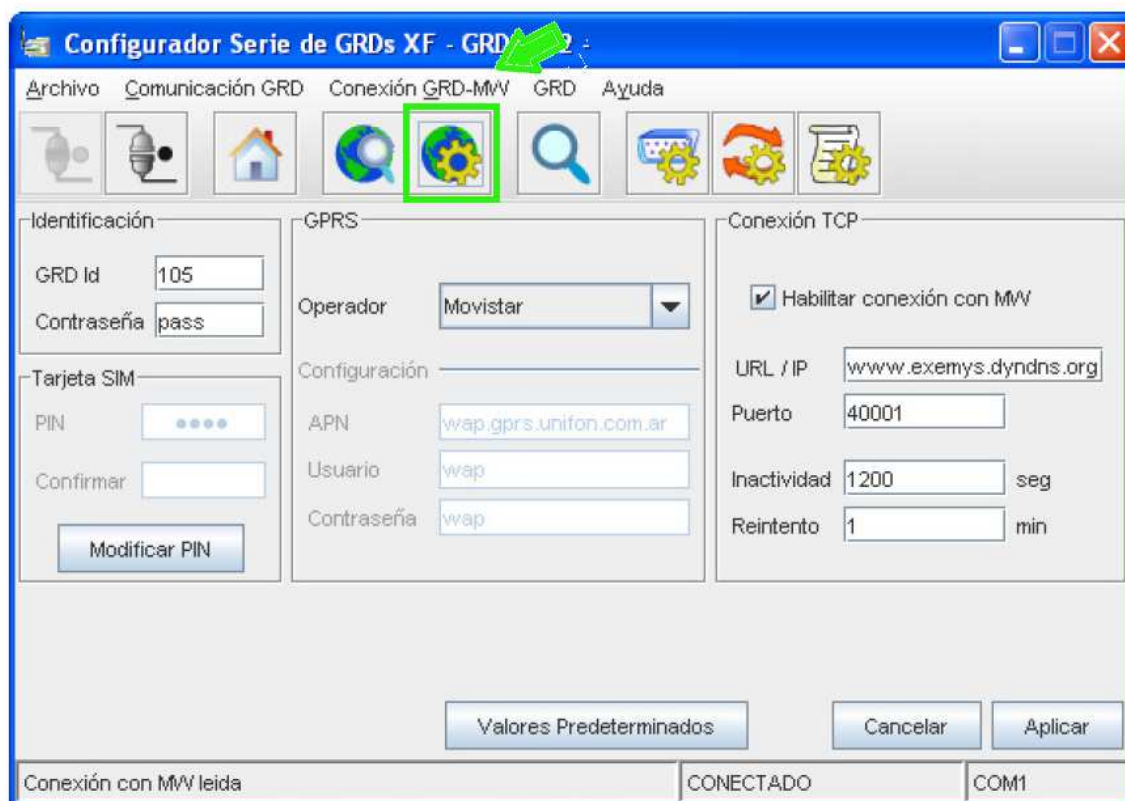 Configurador Serie de GRDs XF - GRD 2 -
Archivo Comunicación GRD Conexión GRD-MW GRD Ayuda
Identificación
GRD Id 105
Contraseña pass
Tarjeta SIM
PIN ••••
Confirmar
Modificar PIN
GPRS
Operador Movistar
Configuración
APN wap.gprs.unifon.com.ar
Usuario wap
Contraseña wap
Conexión TCP
Habilitar conexión con MW
URL / IP www.exemys.dyndns.org
Puerto 40001
Inactividad 1200 seg
Reintento 1 min
Valores Predeterminados Cancelar Aplicar
Conexión con MW leida CONECTADO COM1